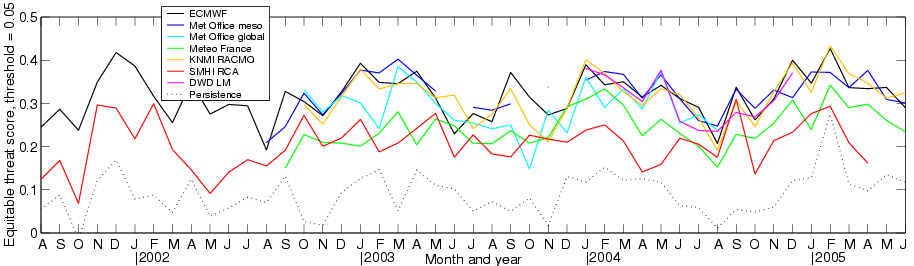 Equitable threat score, threshold = 0.05
0.5
0.4
0.3
0.2
0.1
0
ECMWF
Met Office meso
Met Office global
Meteo France
KNMI RACMO
SMHI RCA
DWD LM
Persistence
A S O N D J F M A M J J A S O N D J F M A M J J A S O N D J F M A M J J A S O N D J F M A M J
|2002 |2003 |2004 |2005
Month and year